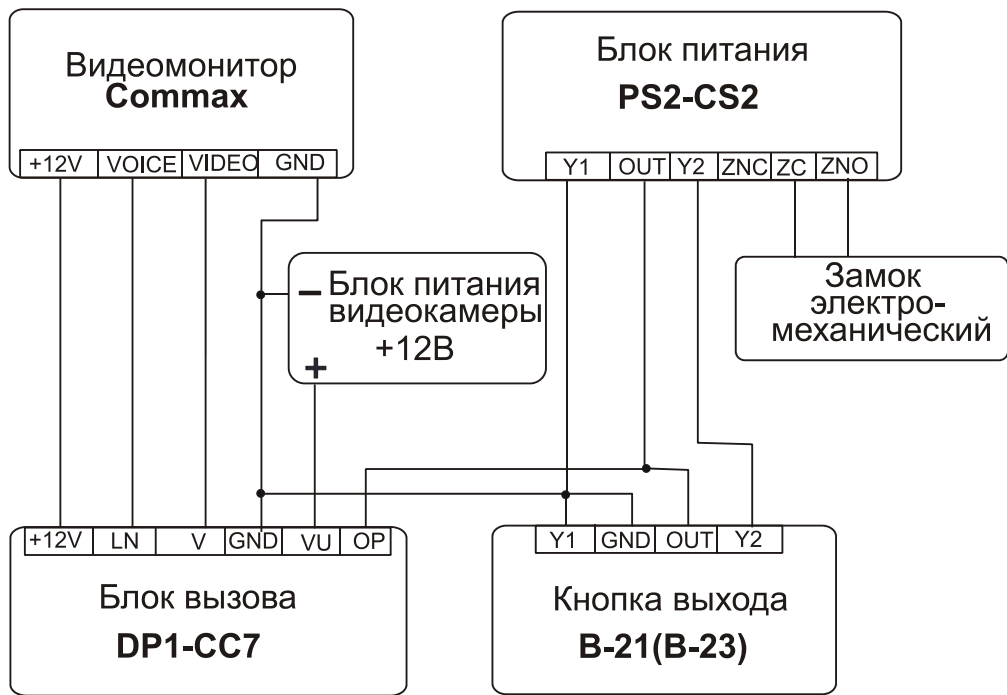 Видеомонитор
Commax
+12V VOICE VIDEO GND
Блок питания
PS2-CS2
Y1 OUT Y2 ZNC ZC ZNO
– Блок питания
видеокамеры
+12В
+
Замок
электро-
механический
+12V LN V GND VU OP
Блок вызова
DP1-CC7
Y1 GND OUT Y2
Кнопка выхода
B-21(B-23)